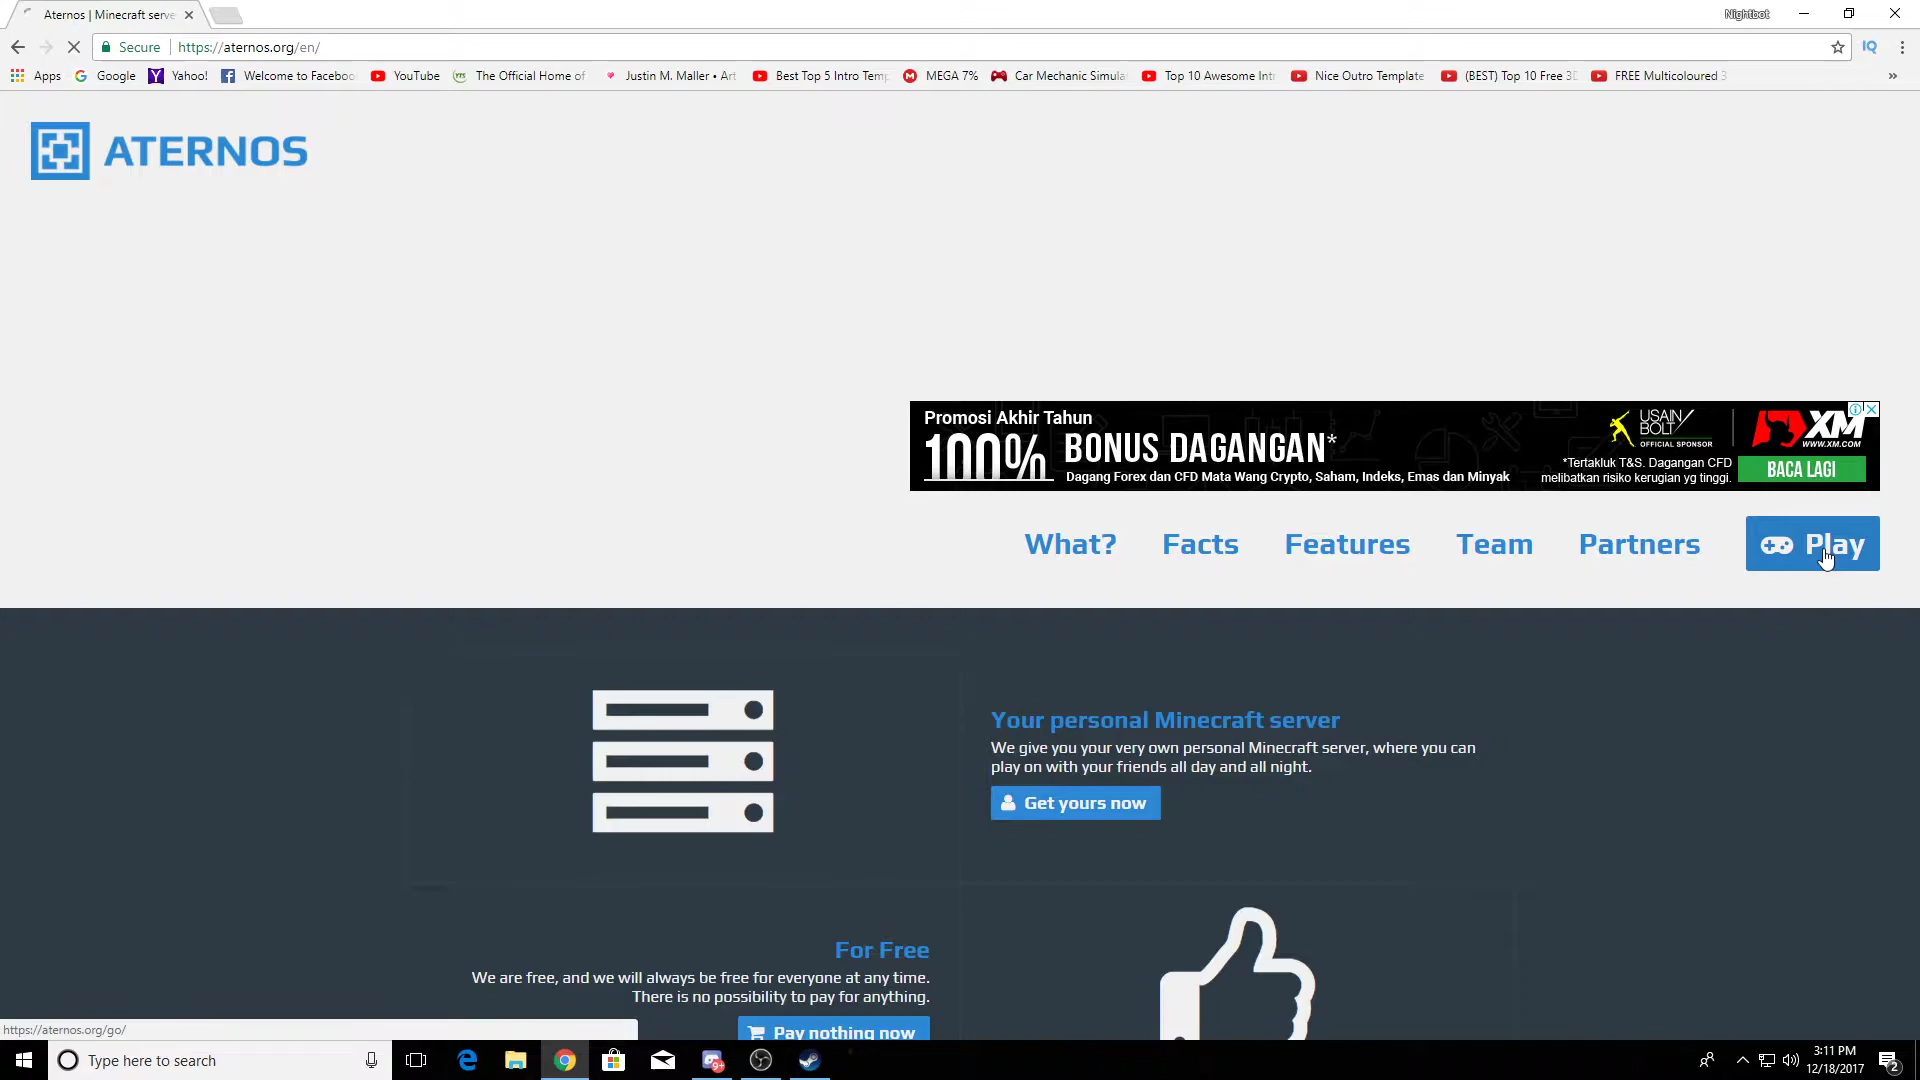 Aternos | Minecraft serve
Nightbot
Secure
https://aternos.org/en/
IQ
Apps
Google
Yahoo!
Welcome to Faceboo
YouTube
The Official Home of
Justin M. Maller • Art
Best Top 5 Intro Temp
MEGA 7%
Car Mechanic Simula
Top 10 Awesome Int
Nice Outro Template
(BEST) Top 10 Free 3D
FREE Multicoloured 3
ATERNOS
Promosi Akhir Tahun
100% BONUS DAGANGAN*
Dagang Forex dan CFD Mata Wang Crypto, Saham, Indeks, Emas dan Minyak
USAIN
BOLT
OFFICIAL SPONSOR
XM
WWW.XM.COM
*Tertakluk T&S. Dagangan CFD
melibatkan risiko kerugian yg tinggi.
BACA LAGI
What?
Facts
Features
Team
Partners
Play
Your personal Minecraft server
We give you your very own personal Minecraft server, where you can
play on with your friends all day and all night.
Get yours now
For Free
We are free, and we will always be free for everyone at any time.
There is no possibility to pay for anything.
Pay nothing now
https://aternos.org/go/
Type here to search
9+
3:11 PM
12/18/2017
2